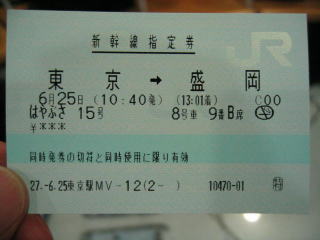 新幹線指定券
JR
東京 → 盛岡
6月25日 (10:40発) (13:01着) C00
はやぶさ 15号 8号車 9番B席
¥***
同時発券の切符と同時使用に限り有効
27.-6.25東京駅MV-12(2- ) 10470-01